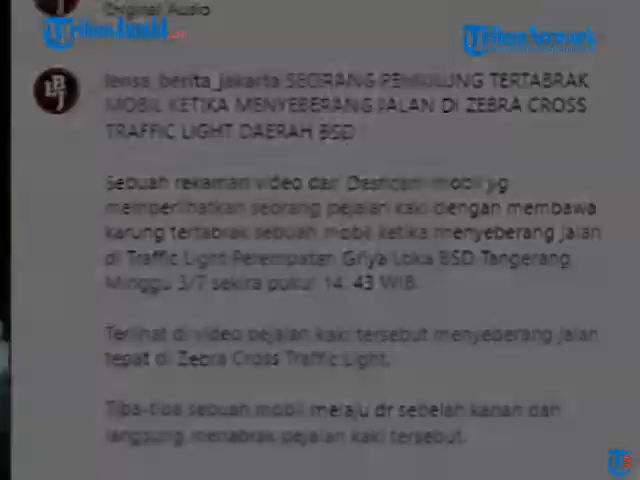 Original Audio
TribunJambi.com
TribunNetwork
LBJ
lensa_berita_jakarta SEORANG PEMULUNG TERTABRAK
MOBIL KETIKA MENYEBERANG JALAN DI ZEBRA CROSS
TRAFFIC LIGHT DAERAH BSD
Sebuah rekaman video dari Dashcam mobil yg
memperlihatkan seorang pejalan kaki dengan membawa
karung tertabrak sebuah mobil ketika menyeberang jalan
di Traffic Light Perempatan Griya Loka BSD Tangerang,
Minggu 3/7 sekira pukul 14. 43 WIB.
Terlihat di video pejalan kaki tersebut menyeberang jalan
tepat di Zebra Cross Traffic Light.
Tiba-tiba sebuah mobil melaju dr sebelah kanan dan
langsung menabrak pejalan kaki tersebut.